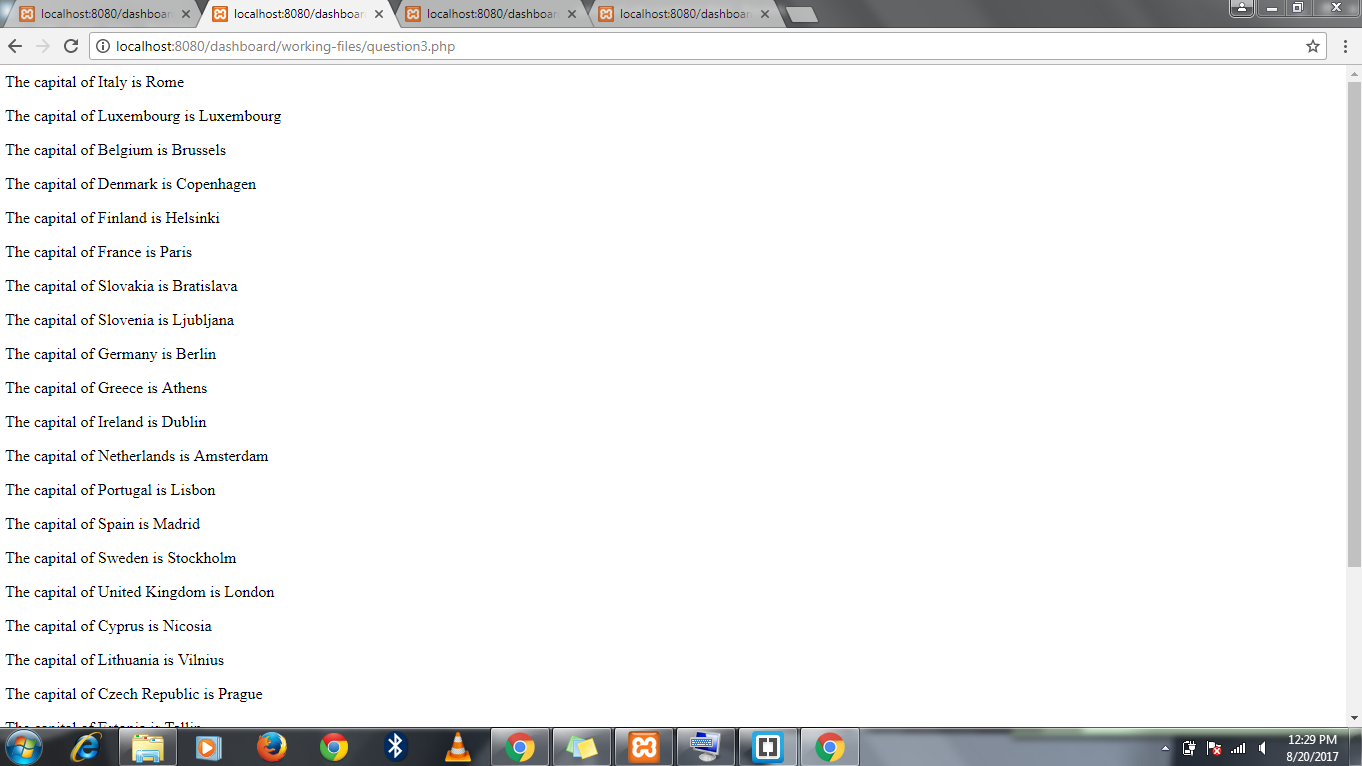 localhost:8080/dashboar
localhost:8080/dashboar
localhost:8080/dashboar
localhost:8080/dashboar
localhost:8080/dashboard/working-files/question3.php
The capital of Italy is Rome
The capital of Luxembourg is Luxembourg
The capital of Belgium is Brussels
The capital of Denmark is Copenhagen
The capital of Finland is Helsinki
The capital of France is Paris
The capital of Slovakia is Bratislava
The capital of Slovenia is Ljubljana
The capital of Germany is Berlin
The capital of Greece is Athens
The capital of Ireland is Dublin
The capital of Netherlands is Amsterdam
The capital of Portugal is Lisbon
The capital of Spain is Madrid
The capital of Sweden is Stockholm
The capital of United Kingdom is London
The capital of Cyprus is Nicosia
The capital of Lithuania is Vilnius
The capital of Czech Republic is Prague
The capital of Estonia is Tallin
12:29 PM
8/20/2017